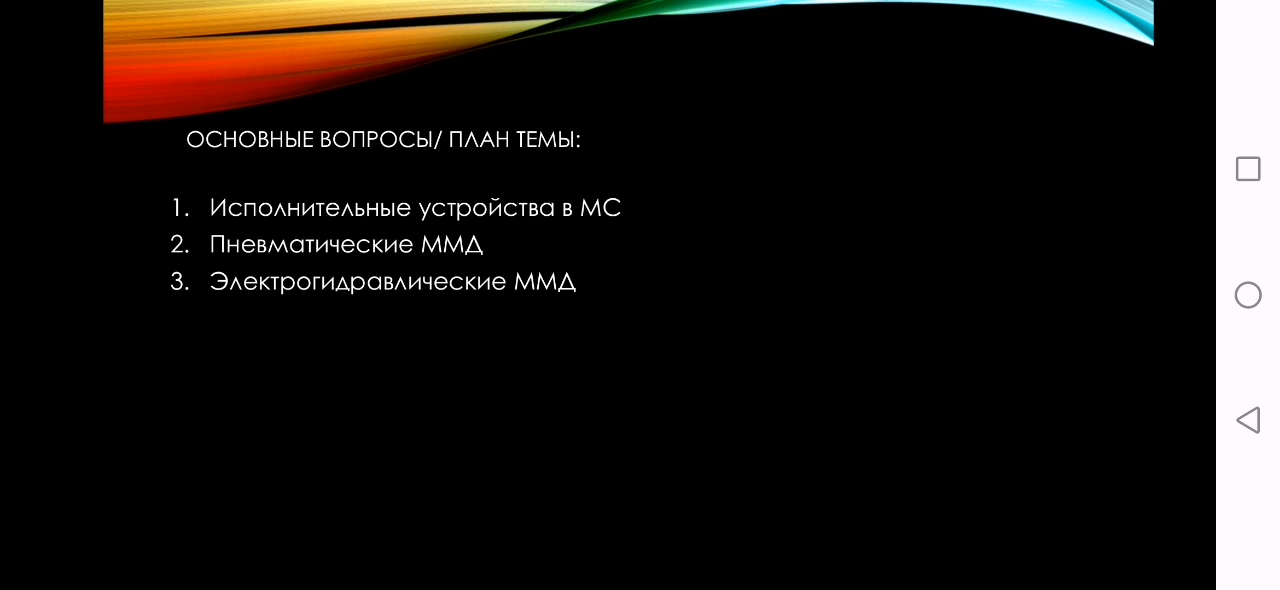 ОСНОВНЫЕ ВОПРОСЫ/ ПЛАН ТЕМЫ:
1. Исполнительные устройства в МС
2. Пневматические ММД
3. Электрогидравлические ММД